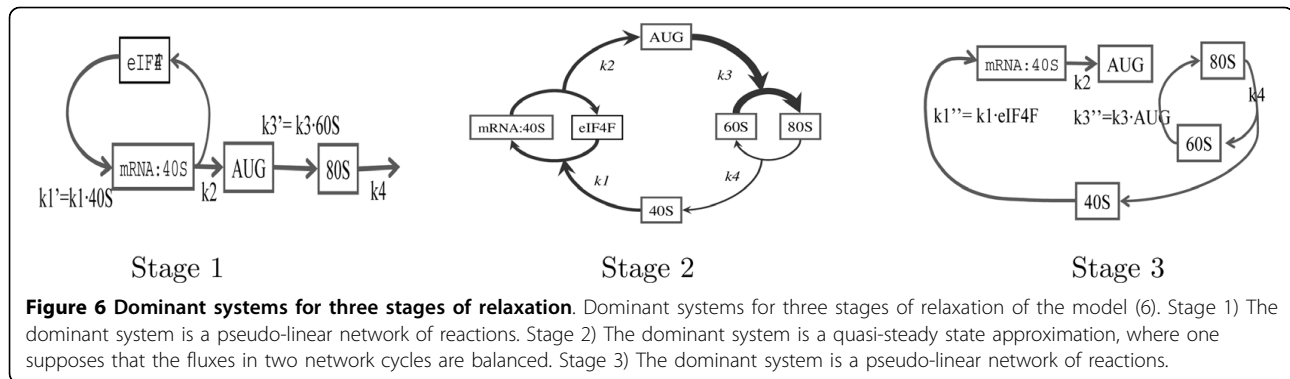 eIF4F
k3'= k3·60S
mRNA:40S
AUG
80S
k1'=k1·40S
k2
k4
Stage 1
AUG
k2
k3
mRNA:40S
eIF4F
60S
80S
k1
k4
40S
Stage 2
mRNA:40S
AUG
80S
k2
k4
k1''= k1·eIF4F
k3''=k3·AUG
60S
40S
Stage 3
Figure 6 Dominant systems for three stages of relaxation. Dominant systems for three stages of relaxation of the model (6). Stage 1) The
dominant system is a pseudo-linear network of reactions. Stage 2) The dominant system is a quasi-steady state approximation, where one
supposes that the fluxes in two network cycles are balanced. Stage 3) The dominant system is a pseudo-linear network of reactions.